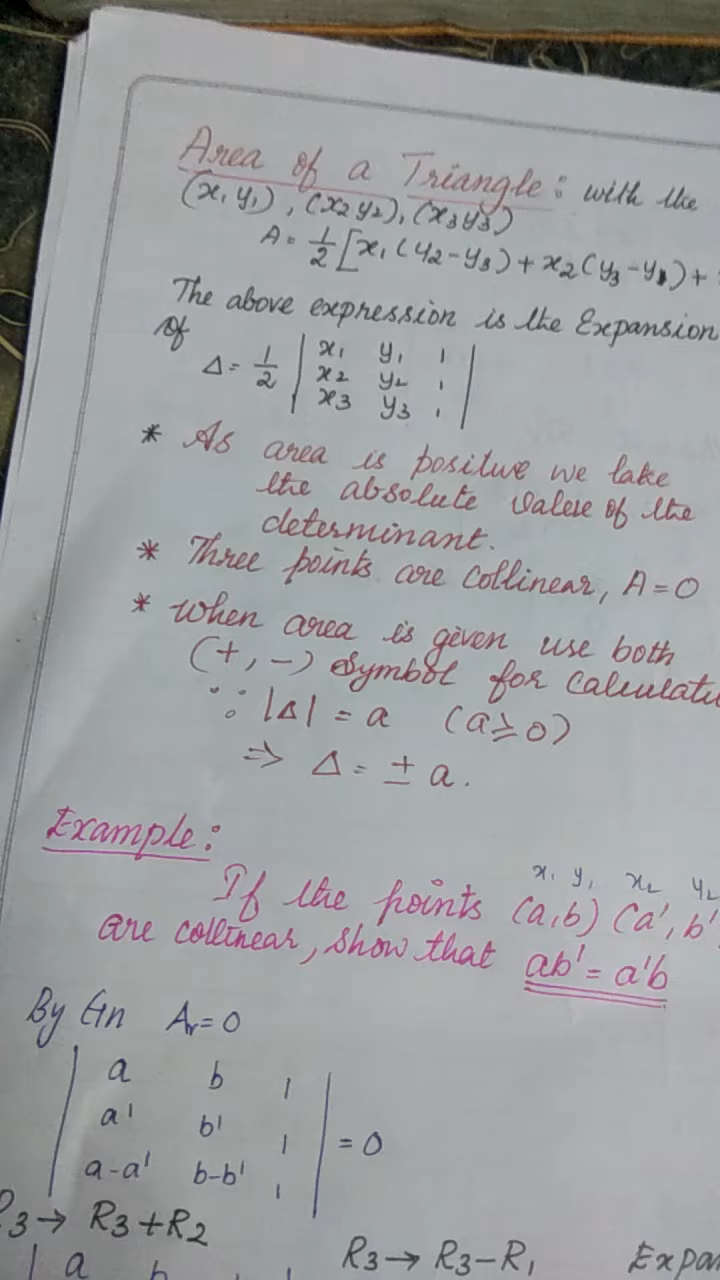 Area of a Triangle: with the
(x₁ y₁), (x₂ y₂), (x₃ y₃)
A = 1/2 [x₁ (y₂-y₃) + x₂ (y₃-y₁) +
The above expression is the Expansion
of
Δ = 1/2 | x₁ y₁ 1 |
| x₂ y₂ 1 |
| x₃ y₃ 1 |
* As area is positive we take
the absolute value of the
determinant.
* Three points are collinear, A = 0
* when area is given use both
(+, -) symbol for
∵ |Δ| = a (a ≥ 0)
⇒ Δ = ± a.
Example:
x₁ y₁ x₂ y₂
If the points (a,b) (a', b'
are collinear, show that ab' = a'b
By Gn Ar = 0
| a b 1 |
| a' b' 1 | = 0
| a-a' b-b' 1 |
R₃ → R₃ + R₂
R₃ → R₃ - R₁
| a b